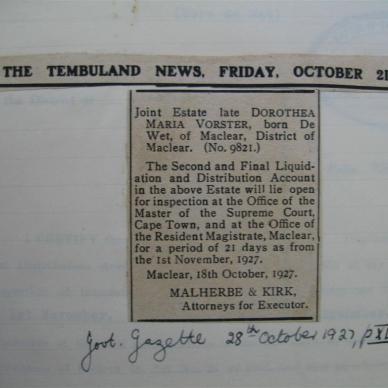 THE TEMBULAND NEWS, FRIDAY, OCTOBER 21
Joint Estate late DOROTHEA
MARIA VORSTER, born De
Wet, of Maclear, District of
Maclear. (No. 9821.)
The Second and Final Liquid-
ation and Distribution Account
in the above Estate will lie open
for inspection at the Office of the
Master of the Supreme Court,
Cape Town, and at the Office of
the Resident Magistrate, Maclear,
for a period of 21 days as from
the 1st November, 1927.
Maclear, 18th October, 1927.
MALHERBE & KIRK,
Attorneys for Executor.
Govt. Gazette 28th October 1927, p XL